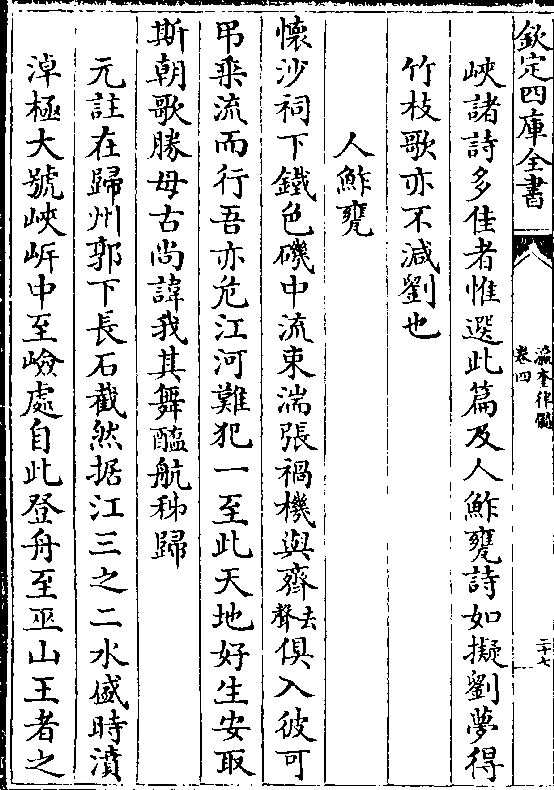 欽定四庫全書
瀛奎律髓
卷四
二十七
峽諸詩多佳者惟選此篇及人鮓甕詩如擬劉夢得
竹枝歌亦不減劉也
人鮓甕
懷沙祠下鐵色磯中流束湍張禍機與齊去聲俱入彼可
弔乘流而行吾亦危江河難犯一至此天地好生安取
斯朝歌勝母古尚諱我其舞醢航秭歸
元註在歸州郭下長石截然据江三之二水盛時濆
淖極大號峽岍中至嶮處自此登舟至巫山王者之